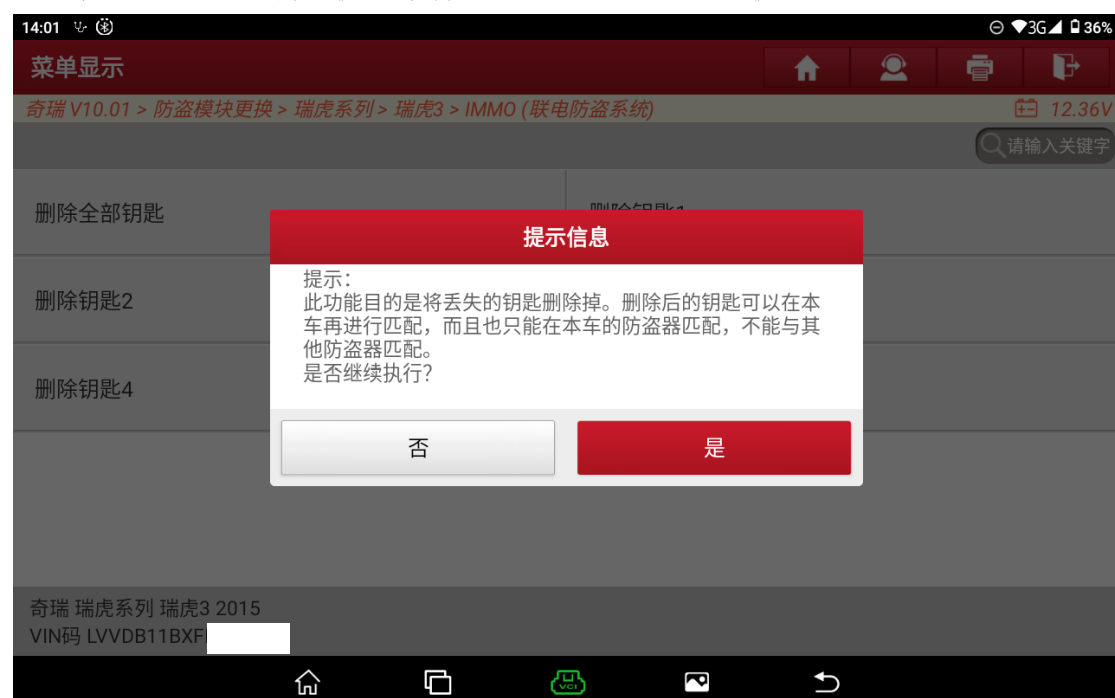 14:01
3G 36%
菜单显示
奇瑞 V10.01 > 防盗模块更换 > 瑞虎系列 > 瑞虎3 > IMMO (联电防盗系统)
12.36V
请输入关键字
删除全部钥匙
提示信息
提示：
此功能目的是将丢失的钥匙删除掉。删除后的钥匙可以在本
车再进行匹配，而且也只能在本车的防盗器匹配，不能与其
他防盗器匹配。
是否继续执行？
删除钥匙2
删除钥匙4
否
是
奇瑞 瑞虎系列 瑞虎3 2015
VIN码 LVVDB11BXF
VCI